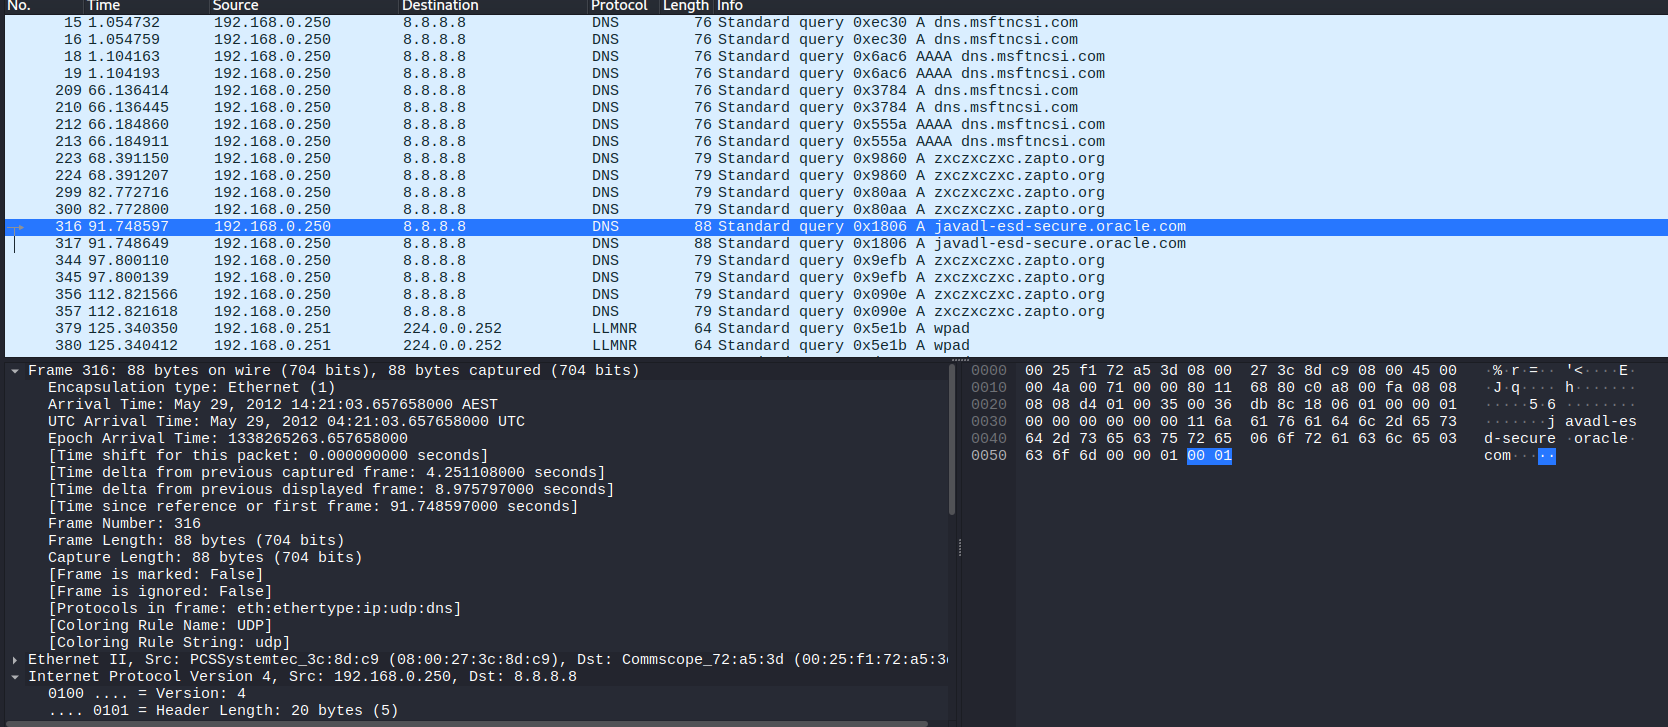 No. Time Source Destination Protocol Length Info
15 1.054732 192.168.0.250 8.8.8.8 DNS 76 Standard query 0xec30 A dns.msftncsi.com
16 1.054759 192.168.0.250 8.8.8.8 DNS 76 Standard query 0xec30 A dns.msftncsi.com
18 1.104163 192.168.0.250 8.8.8.8 DNS 76 Standard query 0x6ac6 AAAA dns.msftncsi.com
19 1.104193 192.168.0.250 8.8.8.8 DNS 76 Standard query 0x6ac6 AAAA dns.msftncsi.com
209 66.136414 192.168.0.250 8.8.8.8 DNS 76 Standard query 0x3784 A dns.msftncsi.com
210 66.136445 192.168.0.250 8.8.8.8 DNS 76 Standard query 0x3784 A dns.msftncsi.com
212 66.184860 192.168.0.250 8.8.8.8 DNS 76 Standard query 0x555a AAAA dns.msftncsi.com
213 66.184911 192.168.0.250 8.8.8.8 DNS 76 Standard query 0x555a AAAA dns.msftncsi.com
223 68.391150 192.168.0.250 8.8.8.8 DNS 79 Standard query 0x9860 A zxczxczxc.zapto.org
224 68.391207 192.168.0.250 8.8.8.8 DNS 79 Standard query 0x9860 A zxczxczxc.zapto.org
299 82.772716 192.168.0.250 8.8.8.8 DNS 79 Standard query 0x80aa A zxczxczxc.zapto.org
300 82.772800 192.168.0.250 8.8.8.8 DNS 79 Standard query 0x80aa A zxczxczxc.zapto.org
316 91.748597 192.168.0.250 8.8.8.8 DNS 88 Standard query 0x1806 A javadl-esd-secure.oracle.com
317 91.748649 192.168.0.250 8.8.8.8 DNS 88 Standard query 0x1806 A javadl-esd-secure.oracle.com
344 97.800110 192.168.0.250 8.8.8.8 DNS 79 Standard query 0x9efb A zxczxczxc.zapto.org
345 97.800139 192.168.0.250 8.8.8.8 DNS 79 Standard query 0x9efb A zxczxczxc.zapto.org
356 112.821566 192.168.0.250 8.8.8.8 DNS 79 Standard query 0x090e A zxczxczxc.zapto.org
357 112.821618 192.168.0.250 8.8.8.8 DNS 79 Standard query 0x090e A zxczxczxc.zapto.org
379 125.340350 192.168.0.251 224.0.0.252 LLMNR 64 Standard query 0x5e1b A wpad
380 125.340412 192.168.0.251 224.0.0.252 LLMNR 64 Standard query 0x5e1b A wpad
Frame 316: 88 bytes on wire (704 bits), 88 bytes captured (704 bits)
Encapsulation type: Ethernet (1)
Arrival Time: May 29, 2012 14:21:03.657658000 AEST
UTC Arrival Time: May 29, 2012 04:21:03.657658000 UTC
Epoch Arrival Time: 1338265263.657658000
[Time shift for this packet: 0.000000000 seconds]
[Time delta from previous captured frame: 4.251108000 seconds]
[Time delta from previous displayed frame: 8.975797000 seconds]
[Time since reference or first frame: 91.748597000 seconds]
Frame Number: 316
Frame Length: 88 bytes (704 bits)
Capture Length: 88 bytes (704 bits)
[Frame is marked: False]
[Frame is ignored: False]
[Protocols in frame: eth:ethertype:ip:udp:dns]
[Coloring Rule Name: UDP]
[Coloring Rule String: udp]
Ethernet II, Src: PCSSystemtec_3c:8d:c9 (08:00:27:3c:8d:c9), Dst: Commscope_72:a5:3d (00:25:f1:72:a5:3
Internet Protocol Version 4, Src: 192.168.0.250, Dst: 8.8.8.8
0100 .... = Version: 4
.... 0101 = Header Length: 20 bytes (5)
0000 00 25 f1 72 a5 3d 08 00 27 3c 8d c9 08 00 45 00 ·%·r·=·· '<····E·
0010 00 4a 00 71 00 00 80 11 68 80 c0 a8 00 fa 08 08 ·J·q···· h·······
0020 08 08 d4 01 00 35 00 36 db 8c 18 06 01 00 00 01 ·····5·6 ········
0030 00 00 00 00 00 00 11 6a 61 76 61 64 6c 2d 65 73 ·······j avadl-es
0040 64 2d 73 65 63 75 72 65 06 6f 72 61 63 6c 65 03 d-secure ·oracle·
0050 63 6f 6d 00 00 01 00 01 com·····